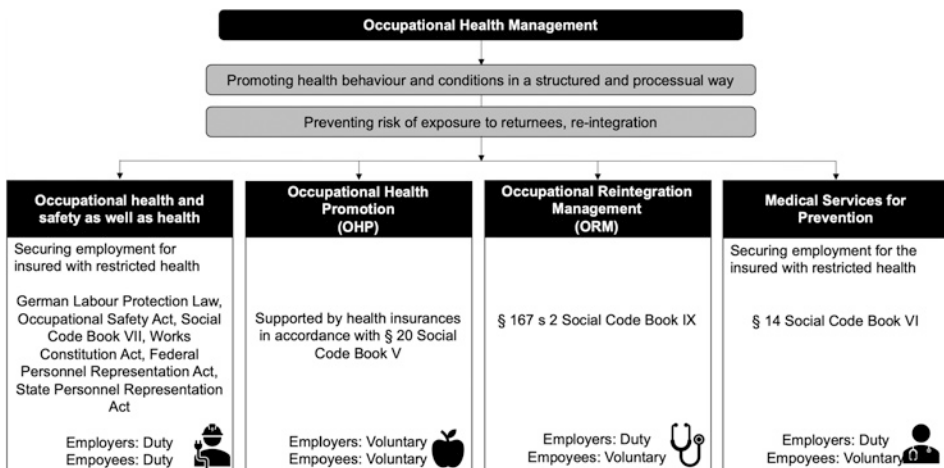 Occupational Health Management
Promoting health behaviour and conditions in a structured and processual way
Preventing risk of exposure to returnees, re-integration
Occupational health and
safety as well as health
Securing employment for
insured with restricted health
German Labour Protection Law,
Occupational Safety Act, Social
Code Book VII, Works
Constitution Act, Federal
Personnel Representation Act,
State Personnel Representation
Act
Employers: Duty
Empoyees: Duty
Occupational Health
Promotion
(OHP)
Supported by health insurances
in accordance with § 20 Social
Code Book V
Employers: Voluntary
Empoyees: Voluntary
Occupational Reintegration
Management
(ORM)
§ 167 s 2 Social Code Book IX
Employers: Duty
Empoyees: Voluntary
Medical Services for
Prevention
Securing employment for the
insured with restricted health
§ 14 Social Code Book VI
Employers: Duty
Empoyees: Voluntary